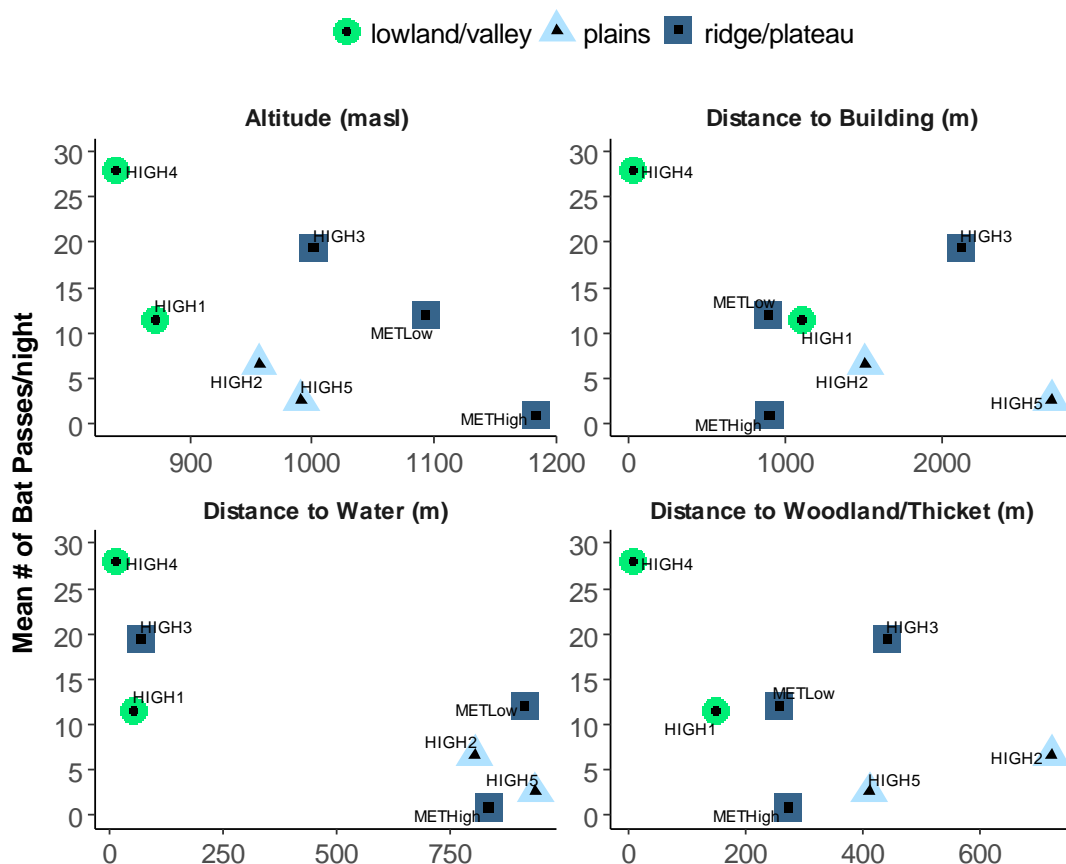 lowland/valley plains ridge/plateau
Mean # of Bat Passes/night
Altitude (masl)
30
25
20
15
10
5
0
HIGH4
HIGH3
HIGH1
METLow
HIGH2
HIGH5
METHigh
900 1000 1100 1200
Distance to Building (m)
30
25
20
15
10
5
0
HIGH4
HIGH3
METLow
HIGH1
HIGH2
HIGH5
METHigh
0 1000 2000
Distance to Water (m)
30
25
20
15
10
5
0
HIGH4
HIGH3
HIGH1
METLow
HIGH2
HIGH5
METHigh
0 250 500 750
Distance to Woodland/Thicket (m)
30
25
20
15
10
5
0
HIGH4
HIGH3
METLow
HIGH1
HIGH2
HIGH5
METHigh
0 200 400 600